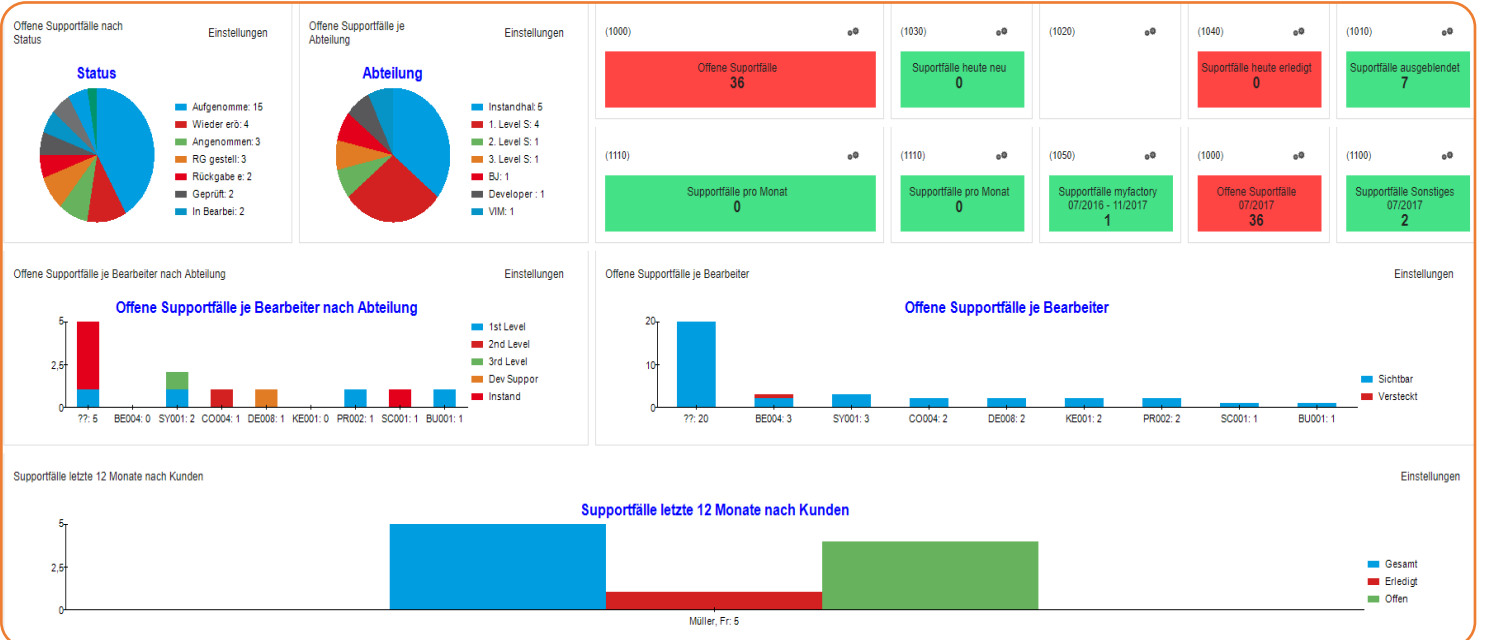 Offene Supportfälle nach
Status
Einstellungen
Status
Aufgenomme: 15
Wieder erö: 4
Angenommen: 3
RG gestell: 3
Rückgabe e: 2
Geprüft: 2
In Bearbei: 2
Offene Supportfälle je
Abteilung
Einstellungen
Abteilung
Instandhal: 5
1. Level S: 4
2. Level S: 1
3. Level S: 1
BJ: 1
Developer : 1
VIM: 1
(1000)
Offene Suportfälle
36
(1030)
Suportfälle heute neu
0
(1020)
(1040)
Suportfälle heute erledigt
0
(1010)
Suportfälle ausgeblendet
7
(1110)
Supportfälle pro Monat
0
(1110)
Supportfälle pro Monat
0
(1050)
Supportfälle myfactory
07/2016 - 11/2017
1
(1000)
Offene Suportfälle
07/2017
36
(1100)
Supportfälle Sonstiges
07/2017
2
Offene Supportfälle je Bearbeiter nach Abteilung
Einstellungen
Offene Supportfälle je Bearbeiter nach Abteilung
5
2,5
0
??: 5 BE004: 0 SY001: 2 CO004: 1 DE008: 1 KE001: 0 PR002: 1 SC001: 1 BU001: 1
1st Level
2nd Level
3rd Level
Dev Suppor
Instand
Offene Supportfälle je Bearbeiter
Einstellungen
Offene Supportfälle je Bearbeiter
20
10
0
??: 20 BE004: 3 SY001: 3 CO004: 2 DE008: 2 KE001: 2 PR002: 2 SC001: 1 BU001: 1
Sichtbar
Versteckt
Supportfälle letzte 12 Monate nach Kunden
Einstellungen
Supportfälle letzte 12 Monate nach Kunden
5
2,5
0
Müller, Fr: 5
Gesamt
Erledigt
Offen